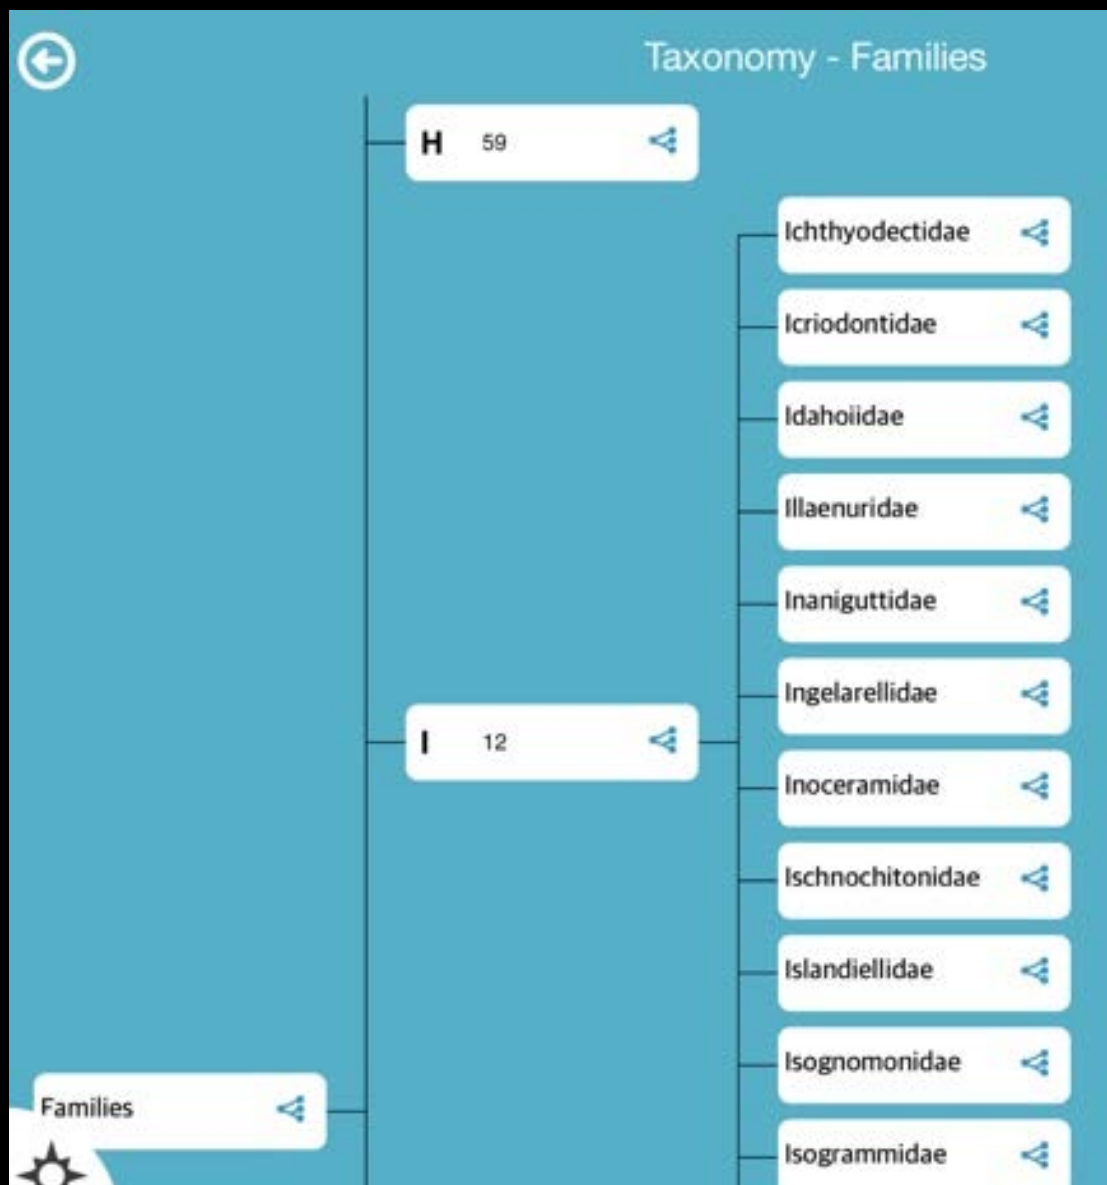 Taxonomy - Families
H 59
Ichthyodectidae
Icriodontidae
Idahoiidae
Illaenuridae
Inaniguttidae
Ingelarellidae
I 12
Inoceramidae
Ischnochitonidae
Islandiellidae
Isognomonidae
Families
Isogrammidae